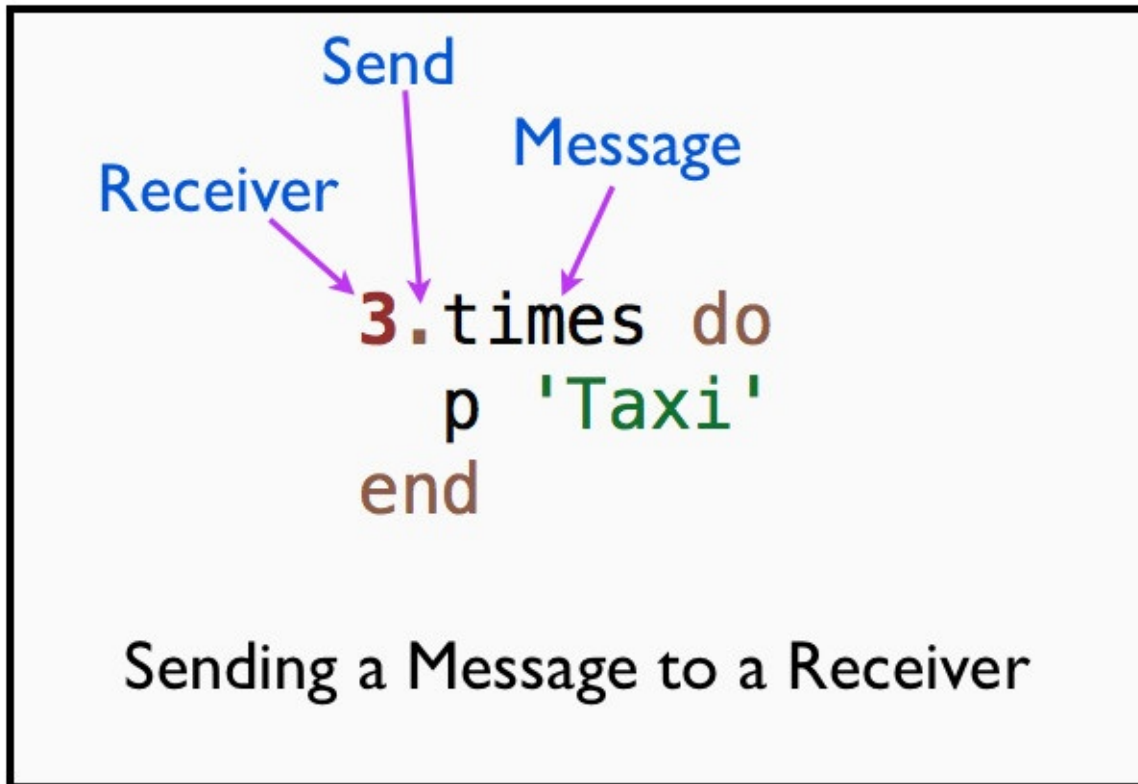 Send
Message
Receiver
3.times do
p 'Taxi'
end
Sending a Message to a Receiver